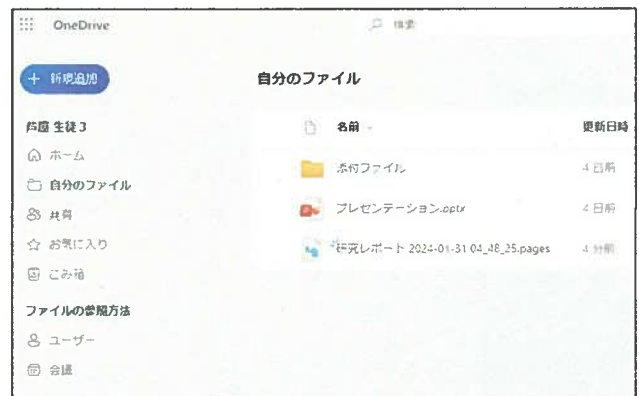 OneDrive
検索
+ 新規追加
自分のファイル
芦屋 生徒3
名前
更新日時
ホーム
添付ファイル
4 日前
自分のファイル
プレゼンテーション.pptx
4 日前
共有
お気に入り
研究レポート 2024-01-31 04_48_25.pages
4 分前
ごみ箱
ファイルの参照方法
ユーザー
会議